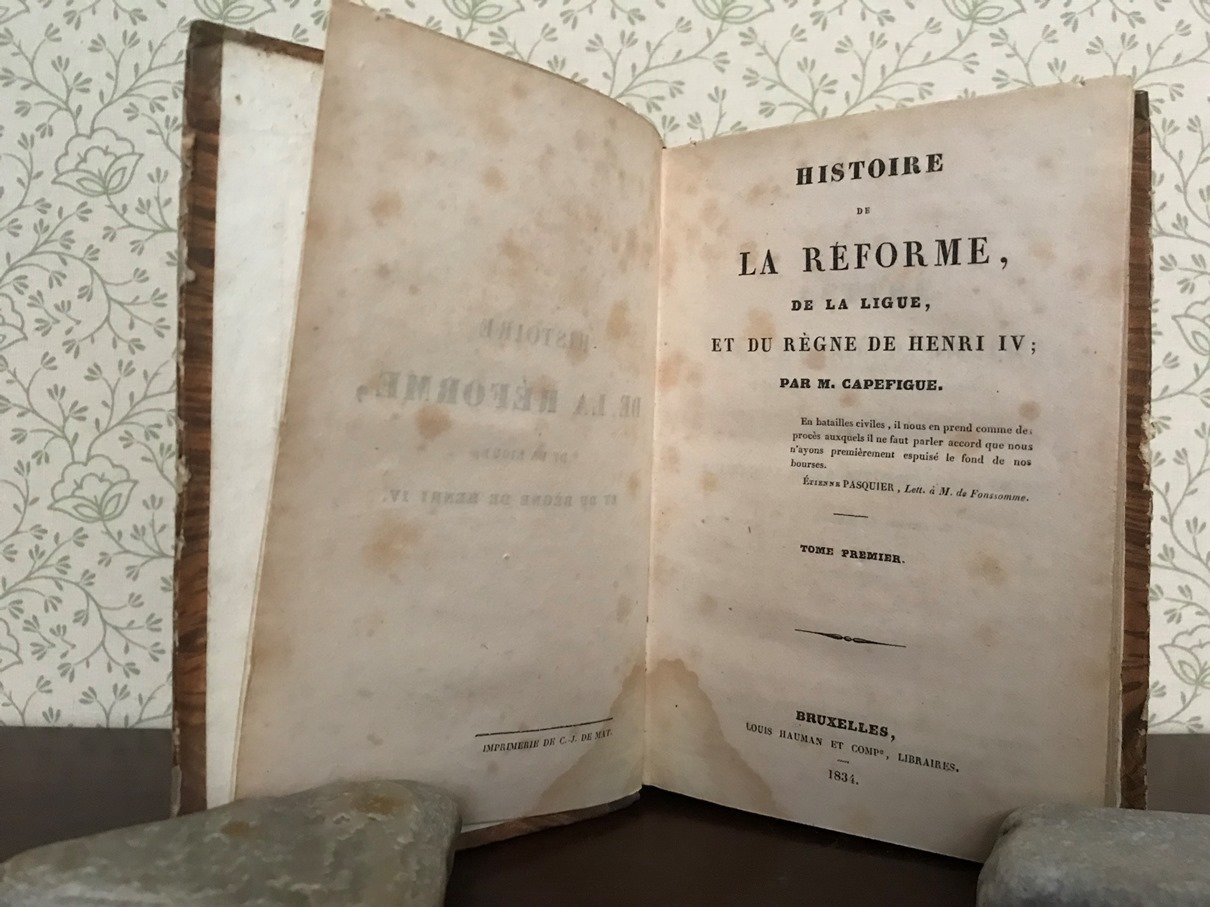 IMPRIMERIE DE C.-J. DE MAT.
HISTOIRE
DE
LA RÉFORME,
DE LA LIGUE,
ET DU RÈGNE DE HENRI IV;
PAR M. CAPEFIGUE.
En batailles civiles, il nous en prend comme de
procès auxquels il ne faut parler accord que nous
n'ayons premièrement espuisé le fond de nos
bourses.
ÉTIENNE PASQUIER, Lett. à M. de Fonssomme.
TOME PREMIER.
BRUXELLES,
LOUIS HAUMAN ET COMPe, LIBRAIRES.
1834.